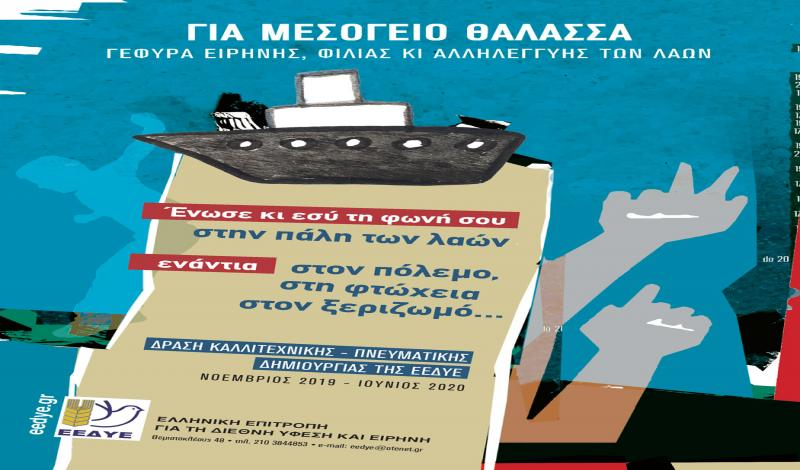 ΓΙΑ ΜΕΣΟΓΕΙΟ ΘΑΛΑΣΣΑ
ΓΕΦΥΡΑ ΕΙΡΗΝΗΣ, ΦΙΛΙΑΣ ΚΙ ΑΛΛΗΛΕΓΓΥΗΣ ΤΩΝ ΛΑΩΝ
Ένωσε κι εσύ τη φωνή σου
στην πάλη των λαών
ενάντια στον πόλεμο,
στη φτώχεια
στον ξεριζωμό...
do 20
do 21
ΔΡΑΣΗ ΚΑΛΛΙΤΕΧΝΙΚΗΣ - ΠΝΕΥΜΑΤΙΚΗΣ
ΔΗΜΙΟΥΡΓΙΑΣ ΤΗΣ ΕΕΔΥΕ
ΝΟΕΜΒΡΙΟΣ 2019 - ΙΟΥΝΙΟΣ 2020
eedye.gr
ΕΕΔΥΕ
ΕΛΛΗΝΙΚΗ ΕΠΙΤΡΟΠΗ
ΓΙΑ ΤΗ ΔΙΕΘΝΗ ΥΦΕΣΗ ΚΑΙ ΕΙΡΗΝΗ
Θεμιστοκλέους 48 • τηλ. 210 3844853 • e-mail: eedye@otenet.gr